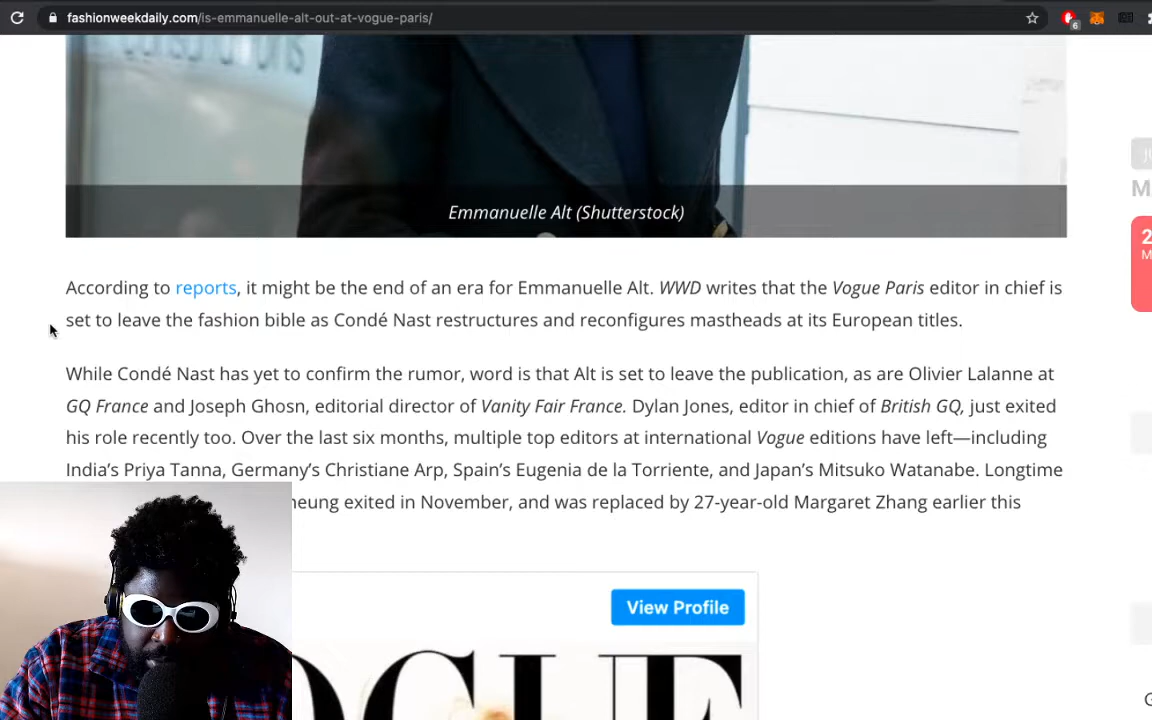 fashionweekdaily.com/is-emmanuelle-alt-out-at-vogue-paris/
6
Emmanuelle Alt (Shutterstock)
According to reports, it might be the end of an era for Emmanuelle Alt. WWD writes that the Vogue Paris editor in chief is
set to leave the fashion bible as Condé Nast restructures and reconfigures mastheads at its European titles.
While Condé Nast has yet to confirm the rumor, word is that Alt is set to leave the publication, as are Olivier Lalanne at
GQ France and Joseph Ghosn, editorial director of Vanity Fair France. Dylan Jones, editor in chief of British GQ, just exited
his role recently too. Over the last six months, multiple top editors at international Vogue editions have left—including
India’s Priya Tanna, Germany’s Christiane Arp, Spain’s Eugenia de la Torriente, and Japan’s Mitsuko Watanabe. Longtime
heung exited in November, and was replaced by 27-year-old Margaret Zhang earlier this
View Profile
OGUE